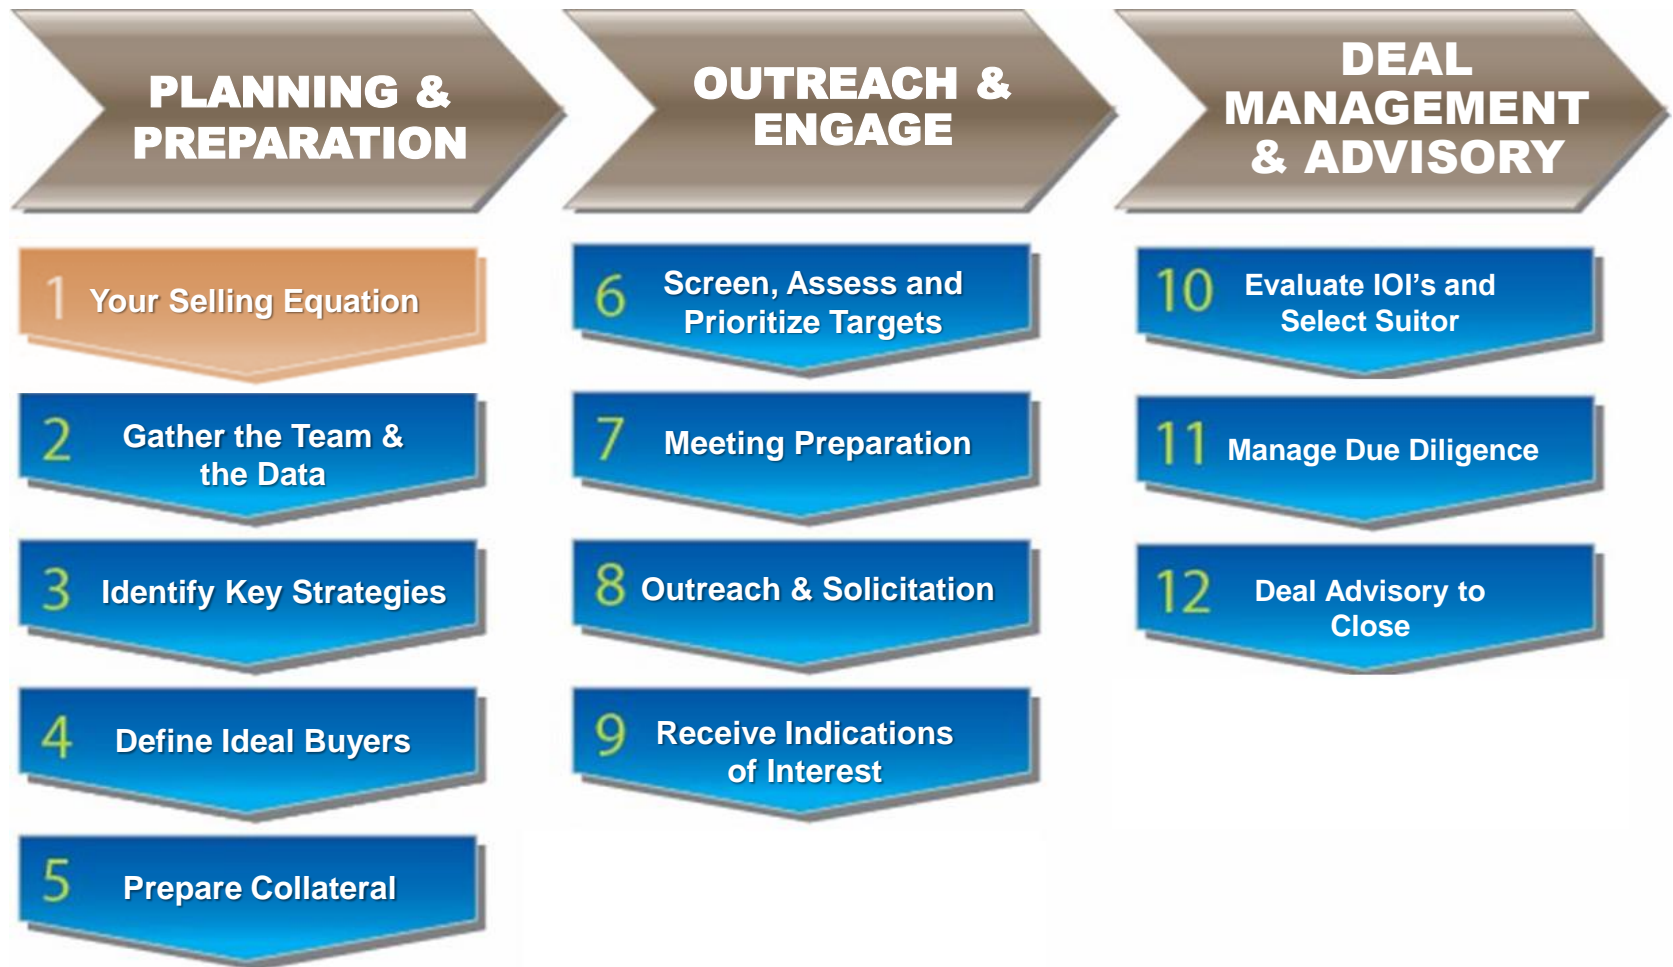 PLANNING &
PREPARATION
OUTREACH &
ENGAGE
DEAL
MANAGEMENT
& ADVISORY
1 Your Selling Equation
2 Gather the Team &
the Data
3 Identify Key Strategies
4 Define Ideal Buyers
5 Prepare Collateral
6 Screen, Assess and
Prioritize Targets
7 Meeting Preparation
8 Outreach & Solicitation
9 Receive Indications
of Interest
10 Evaluate IOI’s and
Select Suitor
11 Manage Due Diligence
12 Deal Advisory to
Close